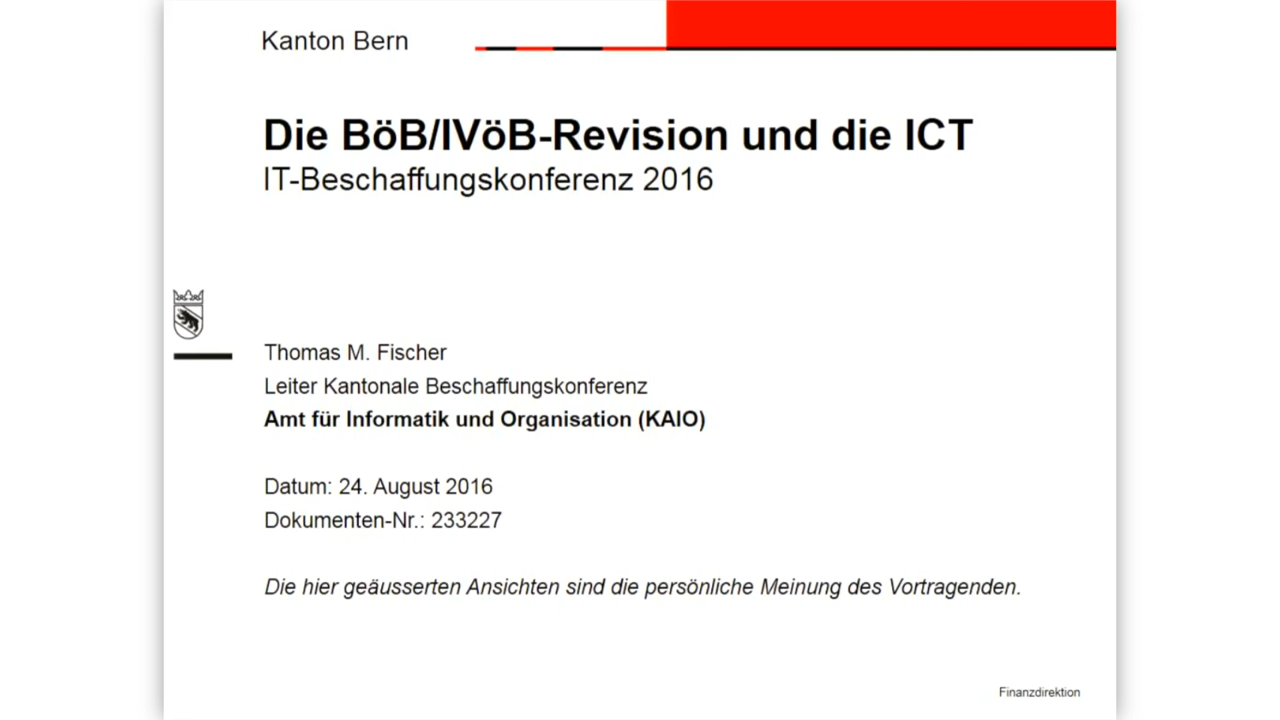 Kanton Bern
Die BöB/IVöB-Revision und die ICT
IT-Beschaffungskonferenz 2016
Thomas M. Fischer
Leiter Kantonale Beschaffungskonferenz
Amt für Informatik und Organisation (KAIO)
Datum: 24. August 2016
Dokumenten-Nr.: 233227
Die hier geäusserten Ansichten sind die persönliche Meinung des Vortragenden.
Finanzdirektion